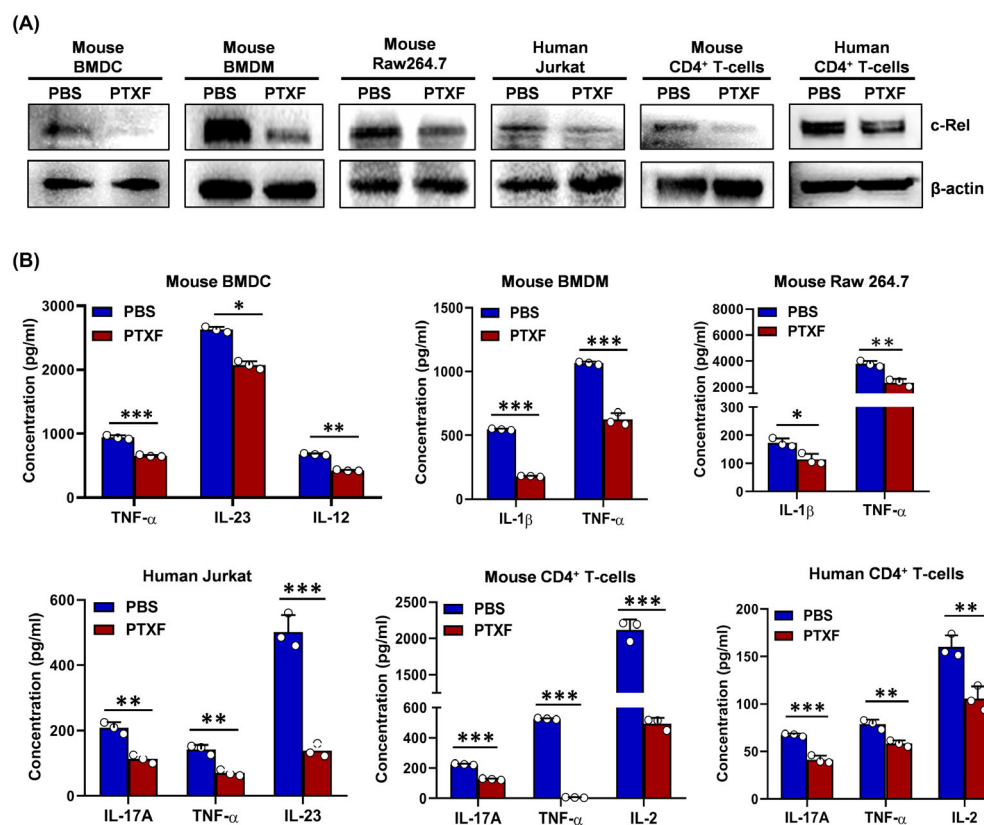 (A)
Mouse BMDC
Mouse BMDM
Mouse Raw264.7
Human Jurkat
Mouse CD4⁺ T-cells
Human CD4⁺ T-cells
PBS PTXF PBS PTXF PBS PTXF PBS PTXF PBS PTXF PBS PTXF
c-Rel
β-actin
(B)
Mouse BMDC
Concentration (pg/ml)
3000
2000
1000
0
PBS
PTXF
***
*
**
TNF-α IL-23 IL-12
Mouse BMDM
Concentration (pg/ml)
1500
1000
500
0
PBS
PTXF
***
***
IL-1β TNF-α
Mouse Raw 264.7
Concentration (pg/ml)
8000
6000
4000
2000
300
200
100
0
PBS
PTXF
*
**
IL-1β TNF-α
Human Jurkat
Concentration (pg/ml)
600
400
200
0
PBS
PTXF
**
**
***
IL-17A TNF-α IL-23
Mouse CD4⁺ T-cells
Concentration (pg/ml)
2500
2000
1500
1000
600
400
200
0
PBS
PTXF
***
***
***
IL-17A TNF-α IL-2
Human CD4⁺ T-cells
Concentration (pg/ml)
200
150
100
50
0
PBS
PTXF
***
**
**
IL-17A TNF-α IL-2